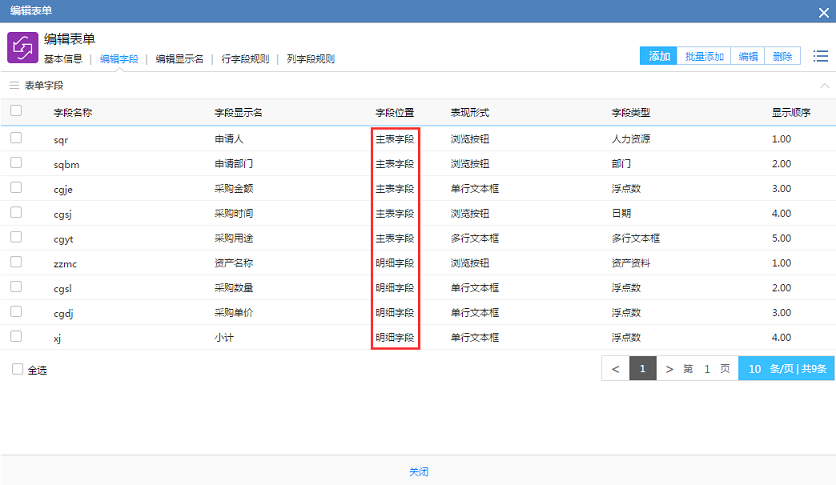 编辑表单
编辑表单
基本信息 | 编辑字段 | 编辑显示名 | 行字段规则 | 列字段规则
添加 批量添加 编辑 删除
表单字段
字段名称 字段显示名 字段位置 表现形式 字段类型 显示顺序
sqr 申请人 主表字段 浏览按钮 人力资源 1.00
sqbm 申请部门 主表字段 浏览按钮 部门 2.00
cgje 采购金额 主表字段 单行文本框 浮点数 3.00
cgsj 采购时间 主表字段 浏览按钮 日期 4.00
cgyt 采购用途 主表字段 多行文本框 多行文本框 5.00
zzmc 资产名称 明细字段 浏览按钮 资产资料 1.00
cgsl 采购数量 明细字段 单行文本框 浮点数 2.00
cgdj 采购单价 明细字段 单行文本框 浮点数 3.00
xj 小计 明细字段 单行文本框 浮点数 4.00
全选 < 1 > 第 1 页 10 条/页 | 共9条
关闭